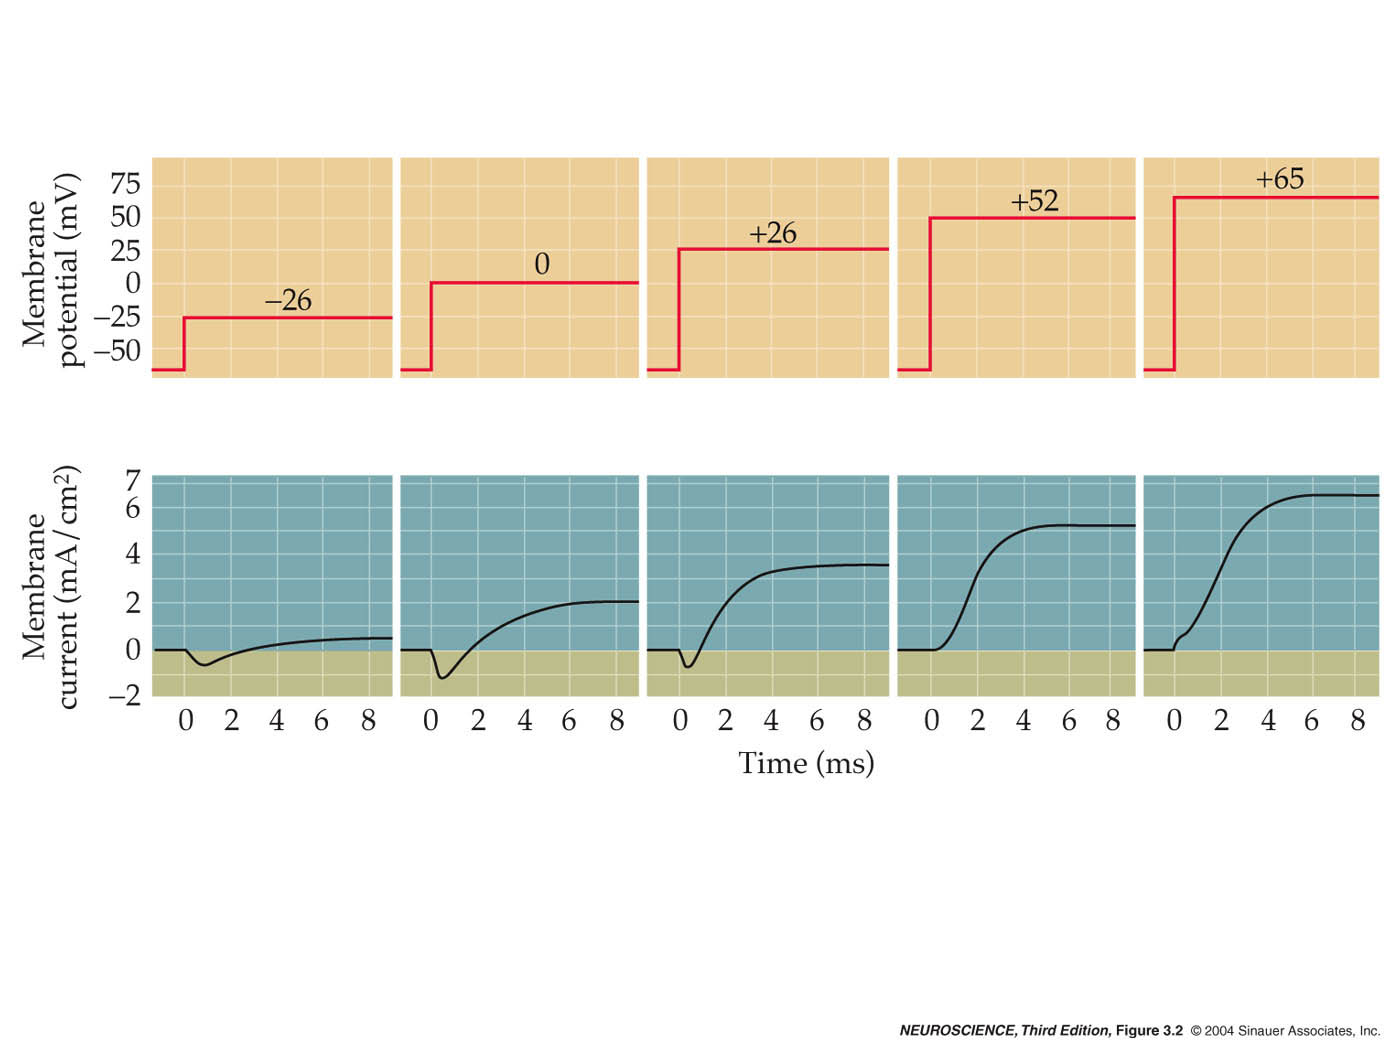 Membrane
potential (mV)
75
50
25
0
−25
−50
−26
0
+26
+52
+65
Membrane
current (mA/cm²)
7
6
4
2
0
−2
0 2 4 6 8
0 2 4 6 8
0 2 4 6 8
0 2 4 6 8
0 2 4 6 8
Time (ms)
NEUROSCIENCE, Third Edition, Figure 3.2 © 2004 Sinauer Associates, Inc.